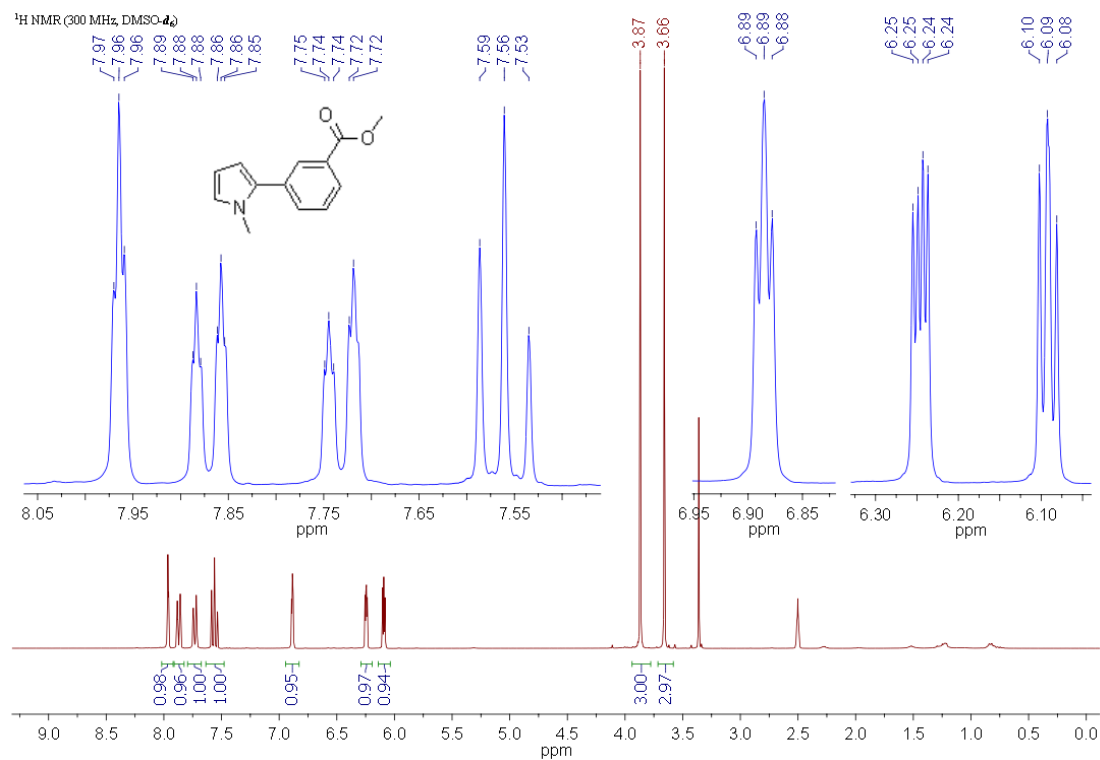 ¹H NMR (300 MHz, DMSO-d₆)
7.97 7.96 7.96 7.89 7.88 7.88 7.86 7.86 7.85 7.75 7.74 7.74 7.72 7.72 7.59 7.56 7.53 3.87 3.66 6.89 6.89 6.88 6.25 6.25 6.24 6.24 6.10 6.09 6.08
O
O
N
8.05 7.95 7.85 7.75 7.65 7.55
ppm
6.95 6.90 6.85
ppm
6.30 6.20 6.10
ppm
0.98 0.96 1.00 1.00 0.95 0.97 0.94 3.00 2.97
9.0 8.5 8.0 7.5 7.0 6.5 6.0 5.5 5.0 4.5 4.0 3.5 3.0 2.5 2.0 1.5 1.0 0.5 0.0
ppm